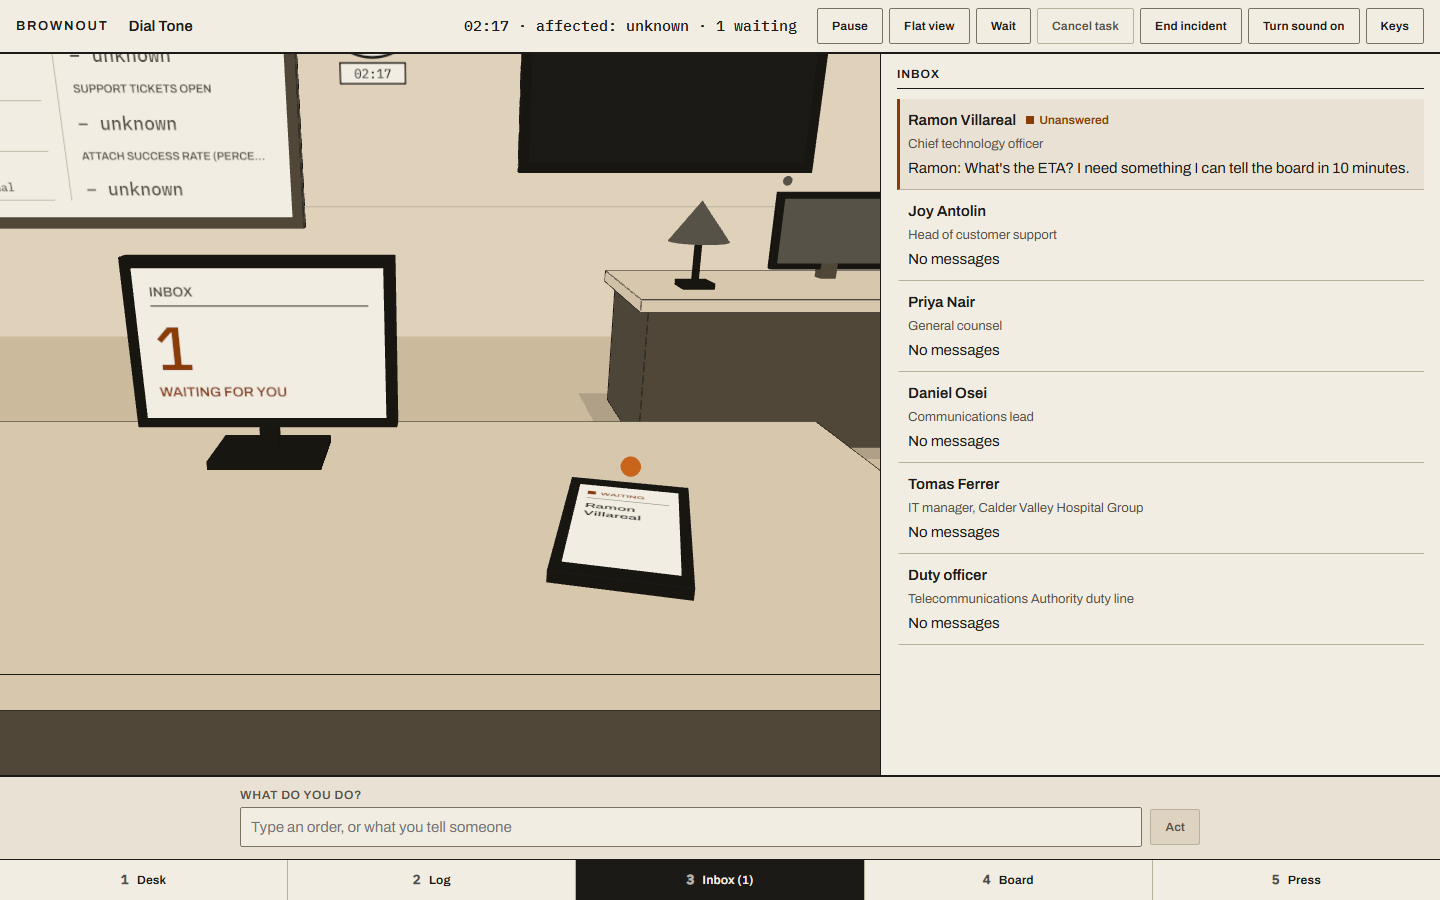 BROWNOUT Dial Tone 02:17 · affected: unknown · 1 waiting Pause Flat view Wait Cancel task End incident Turn sound on Keys
– unknown
SUPPORT TICKETS OPEN
– unknown
ATTACH SUCCESS RATE (PERCE...
– unknown
02:17
INBOX
1
WAITING FOR YOU
WAITING
Ramon
Villareal
INBOX
Ramon Villareal Unanswered
Chief technology officer
Ramon: What's the ETA? I need something I can tell the board in 10 minutes.
Joy Antolin
Head of customer support
No messages
Priya Nair
General counsel
No messages
Daniel Osei
Communications lead
No messages
Tomas Ferrer
IT manager, Calder Valley Hospital Group
No messages
Duty officer
Telecommunications Authority duty line
No messages
WHAT DO YOU DO?
Type an order, or what you tell someone
Act
1 Desk 2 Log 3 Inbox (1) 4 Board 5 Press